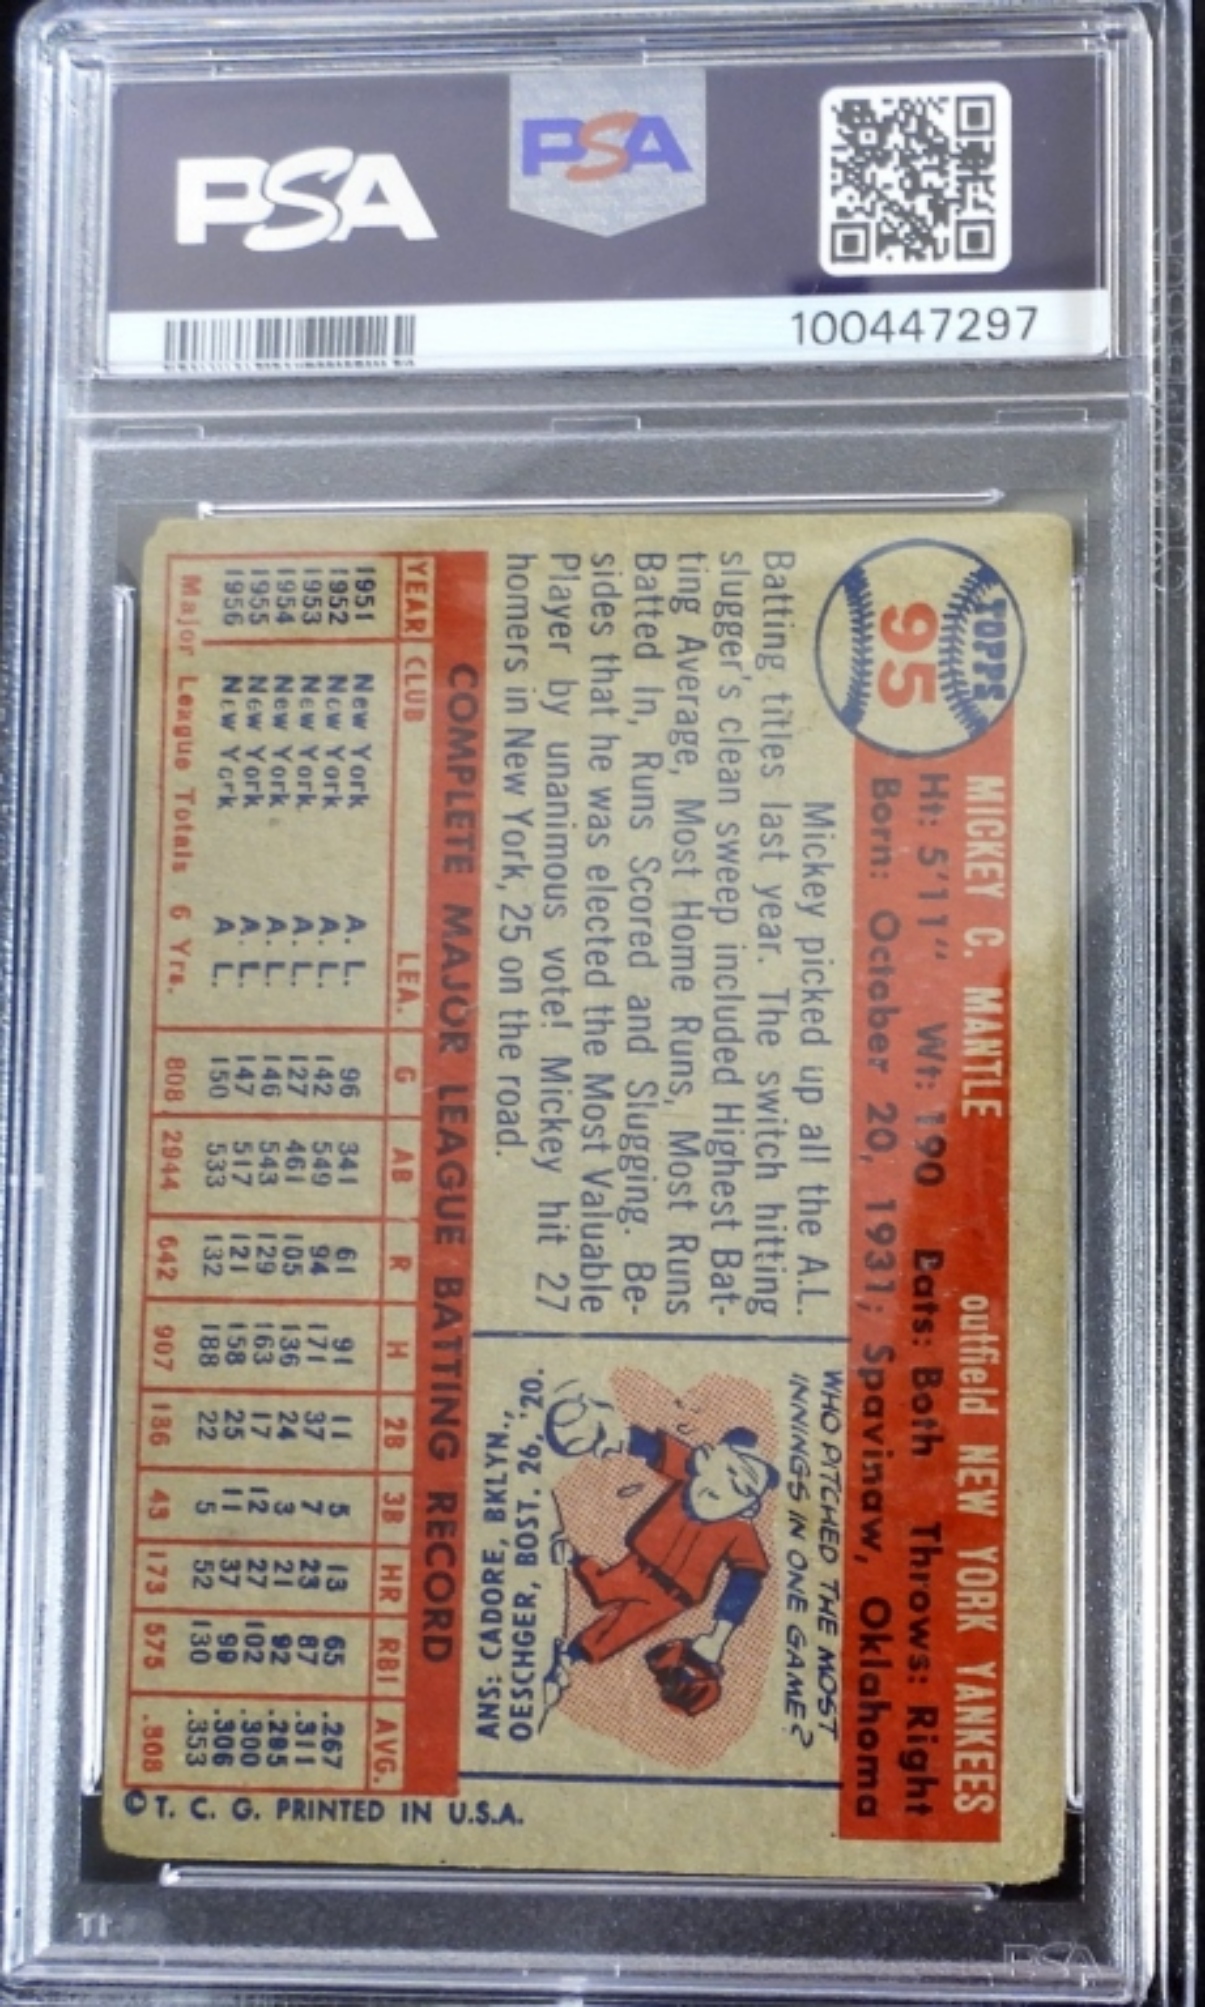 PSA
PSA
100447297
TOPPS
95
MICKEY C. MANTLE outfield NEW YORK YANKEES
Ht: 5'11" Wt: 190 Bats: Both Throws: Right
Born: October 20, 1931; Spavinaw, Oklahoma
Mickey picked up all the A.L.
Batting titles last year. The switch hitting
slugger's clean sweep included Highest Bat-
ting Average, Most Home Runs, Most Runs
Batted In, Runs Scored and Slugging. Be-
sides that he was elected the Most Valuable
Player by unanimous vote! Mickey hit 27
homers in New York, 25 on the road.
WHO PITCHED THE MOST
INNINGS IN ONE GAME?
ANS: CADORE, BKLYN.,
OESCHGER, BOST. 26, '20.
COMPLETE MAJOR LEAGUE BATTING RECORD
YEAR CLUB LEA. G AB R H 2B 3B HR RBI AVG.
1951 New York A. L. 96 341 61 91 11 5 13 65 .267
1952 New York A. L. 142 549 94 171 37 7 23 87 .311
1953 New York A. L. 127 461 105 136 24 3 21 92 .295
1954 New York A. L. 146 543 129 163 17 12 27 102 .300
1955 New York A. L. 147 517 121 158 25 11 37 99 .306
1956 New York A. L. 150 533 132 188 22 5 52 130 .353
Major League Totals 6 Yrs. 808 2944 642 907 136 43 173 575 .308
© T. C. G. PRINTED IN U.S.A.
PSA